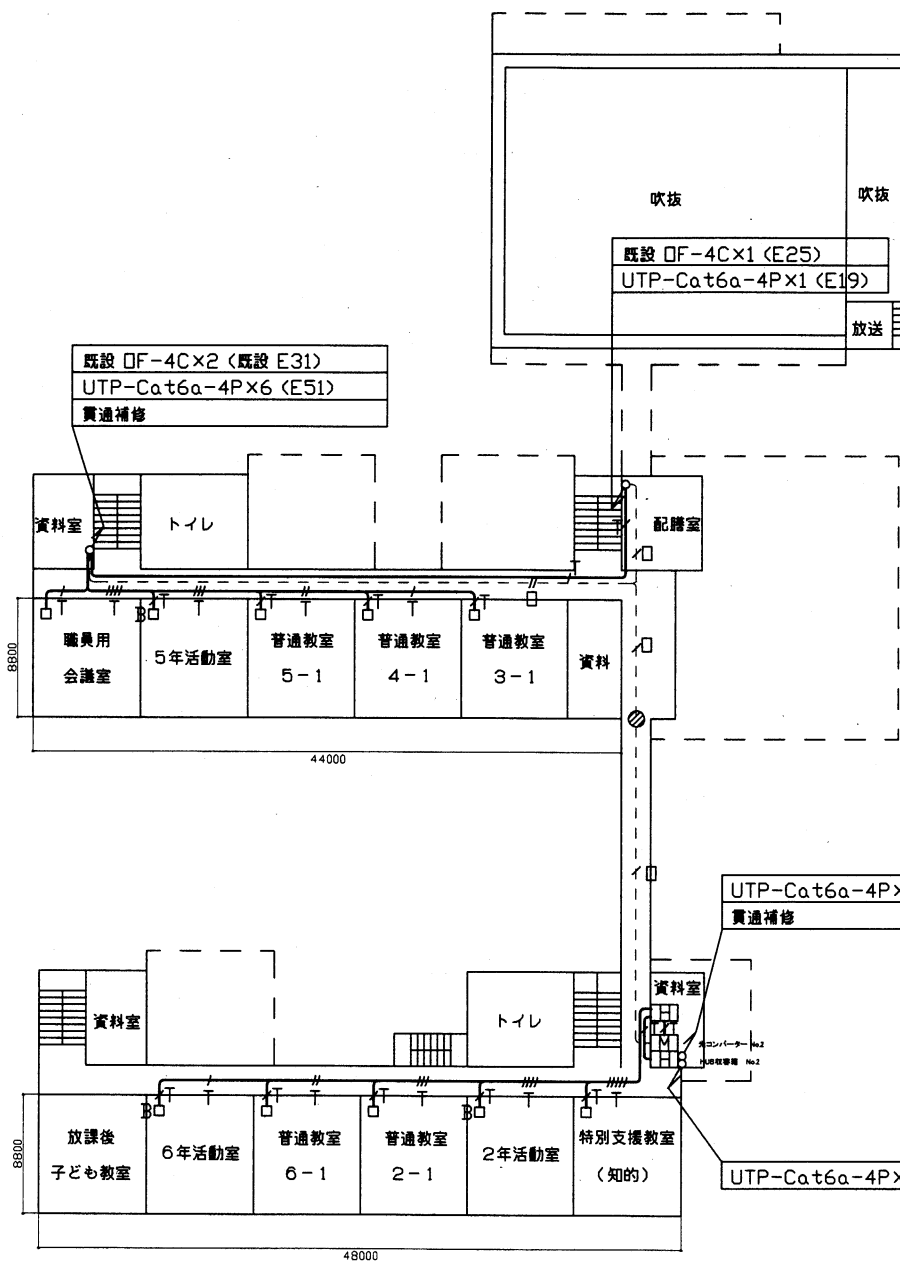 吹抜
吹抜
既設 OF-4C×1 (E25)
UTP-Cat6a-4P×1 (E19)
放送
既設 OF-4C×2 (既設 E31)
UTP-Cat6a-4P×6 (E51)
貫通補修
資料室
トイレ
配膳室
T
T
T
T
B
T
T
T
T
T
T
T
職員用
会議室
5年活動室
普通教室
5-1
普通教室
4-1
普通教室
3-1
資料
8800
44000
UTP-Cat6a-4P×
貫通補修
資料室
トイレ
資料室
H
T
T
M
H
光コンバーター No.2
HUB収容箱 No.2
T
T
T
T
T
T
T
T
T
B
B
放課後
子ども教室
6年活動室
普通教室
6-1
普通教室
2-1
2年活動室
特別支援教室
(知的)
8800
UTP-Cat6a-4P×
48000